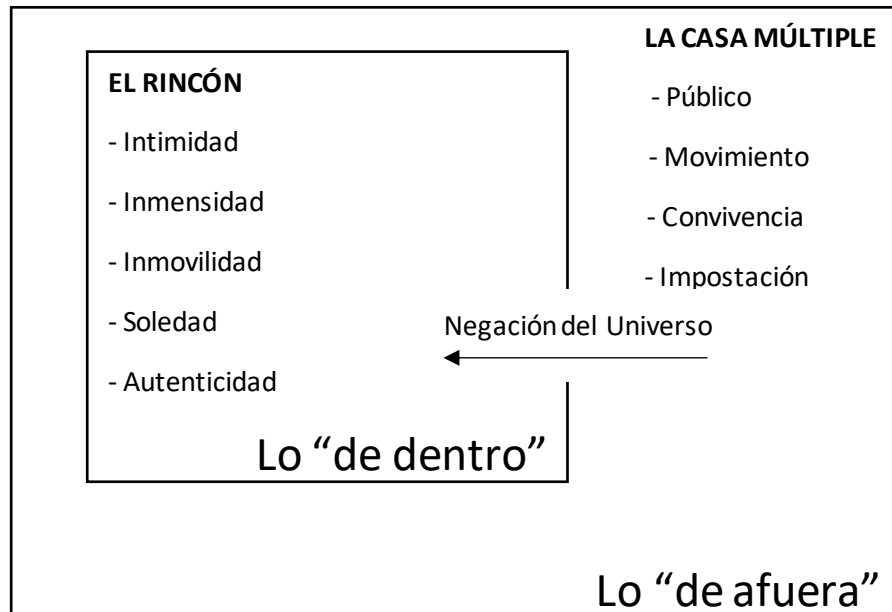 LA CASA MÚLTIPLE
- Público
- Movimiento
- Convivencia
- Impostación
EL RINCÓN
- Intimidad
- Inmensidad
- Inmovilidad
- Soledad
- Autenticidad
Negación del Universo
Lo “de dentro”
Lo “de afuera”